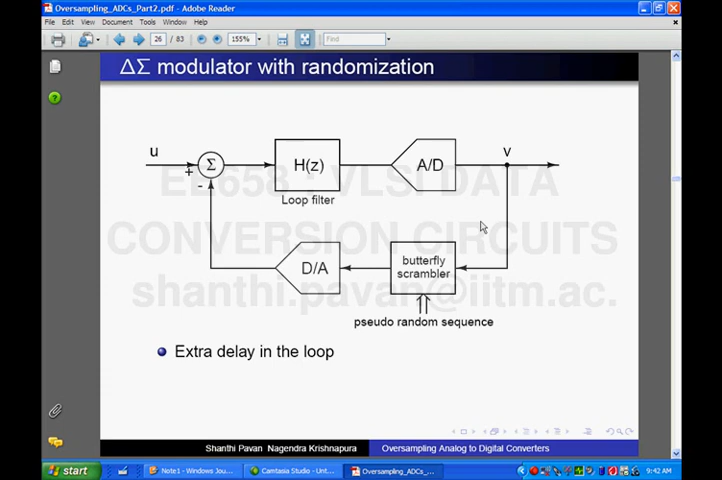 Oversampling_ADCs_Part2.pdf - Adobe Reader
File Edit View Document Tools Window Help
26 / 83 155% Find
ΔΣ modulator with randomization
u
v
Σ
+
-
H(z)
A/D
Loop filter
EE658 : VLSI DATA
CONVERSION CIRCUITS
shanthi.pavan@iitm.ac.
D/A
butterfly
scrambler
pseudo random sequence
Extra delay in the loop
Shanthi Pavan Nagendra Krishnapura Oversampling Analog to Digital Converters
start Note1 - Windows Jou... Camtasia Studio - Unt... Oversampling_ADCs_... 9:42 AM